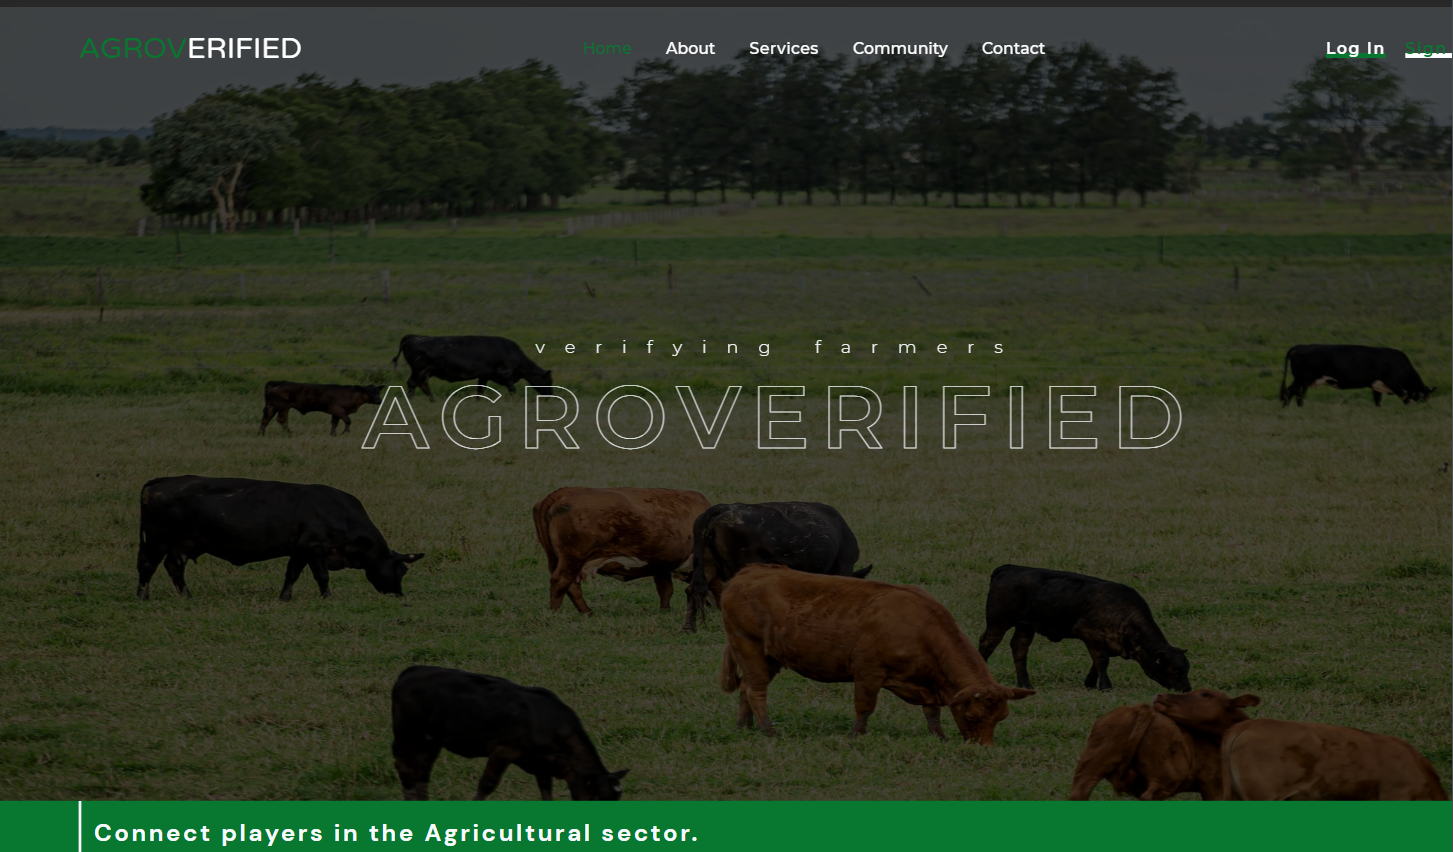 AGROVERIFIED
Home About Services Community Contact
Log In Sign
verifying farmers
AGROVERIFIED
Connect players in the Agricultural sector.